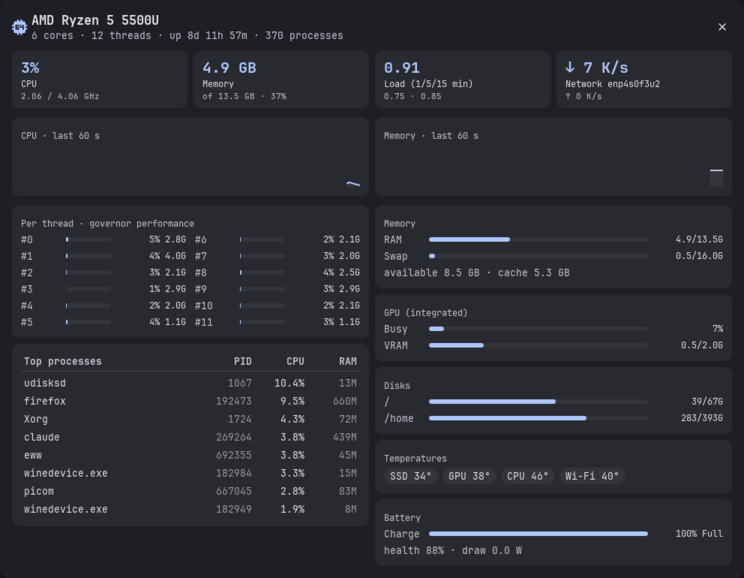 64
AMD Ryzen 5 5500U
6 cores · 12 threads · up 8d 11h 57m · 370 processes
3%
CPU
2.06 / 4.06 GHz
4.9 GB
Memory
of 13.5 GB · 37%
0.91
Load (1/5/15 min)
0.75 · 0.85
↓ 7 K/s
Network enp4s0f3u2
↑ 0 K/s
CPU · last 60 s
Memory · last 60 s
Per thread · governor performance
#0 5% 2.8G #6 2% 2.1G
#1 4% 4.0G #7 3% 2.0G
#2 3% 2.1G #8 4% 2.5G
#3 1% 2.9G #9 3% 2.9G
#4 2% 2.0G #10 2% 2.1G
#5 4% 1.1G #11 3% 1.1G
Top processes PID CPU RAM
udisksd 1067 10.4% 13M
firefox 192473 9.5% 660M
Xorg 1724 4.3% 72M
claude 269264 3.8% 439M
eww 692355 3.8% 45M
winedevice.exe 182984 3.3% 15M
picom 667045 2.8% 83M
winedevice.exe 182949 1.9% 8M
Memory
RAM 4.9/13.5G
Swap 0.5/16.0G
available 8.5 GB · cache 5.3 GB
GPU (integrated)
Busy 7%
VRAM 0.5/2.0G
Disks
/ 39/67G
/home 283/393G
Temperatures
SSD 34° GPU 38° CPU 46° Wi-Fi 40°
Battery
Charge 100% Full
health 88% · draw 0.0 W